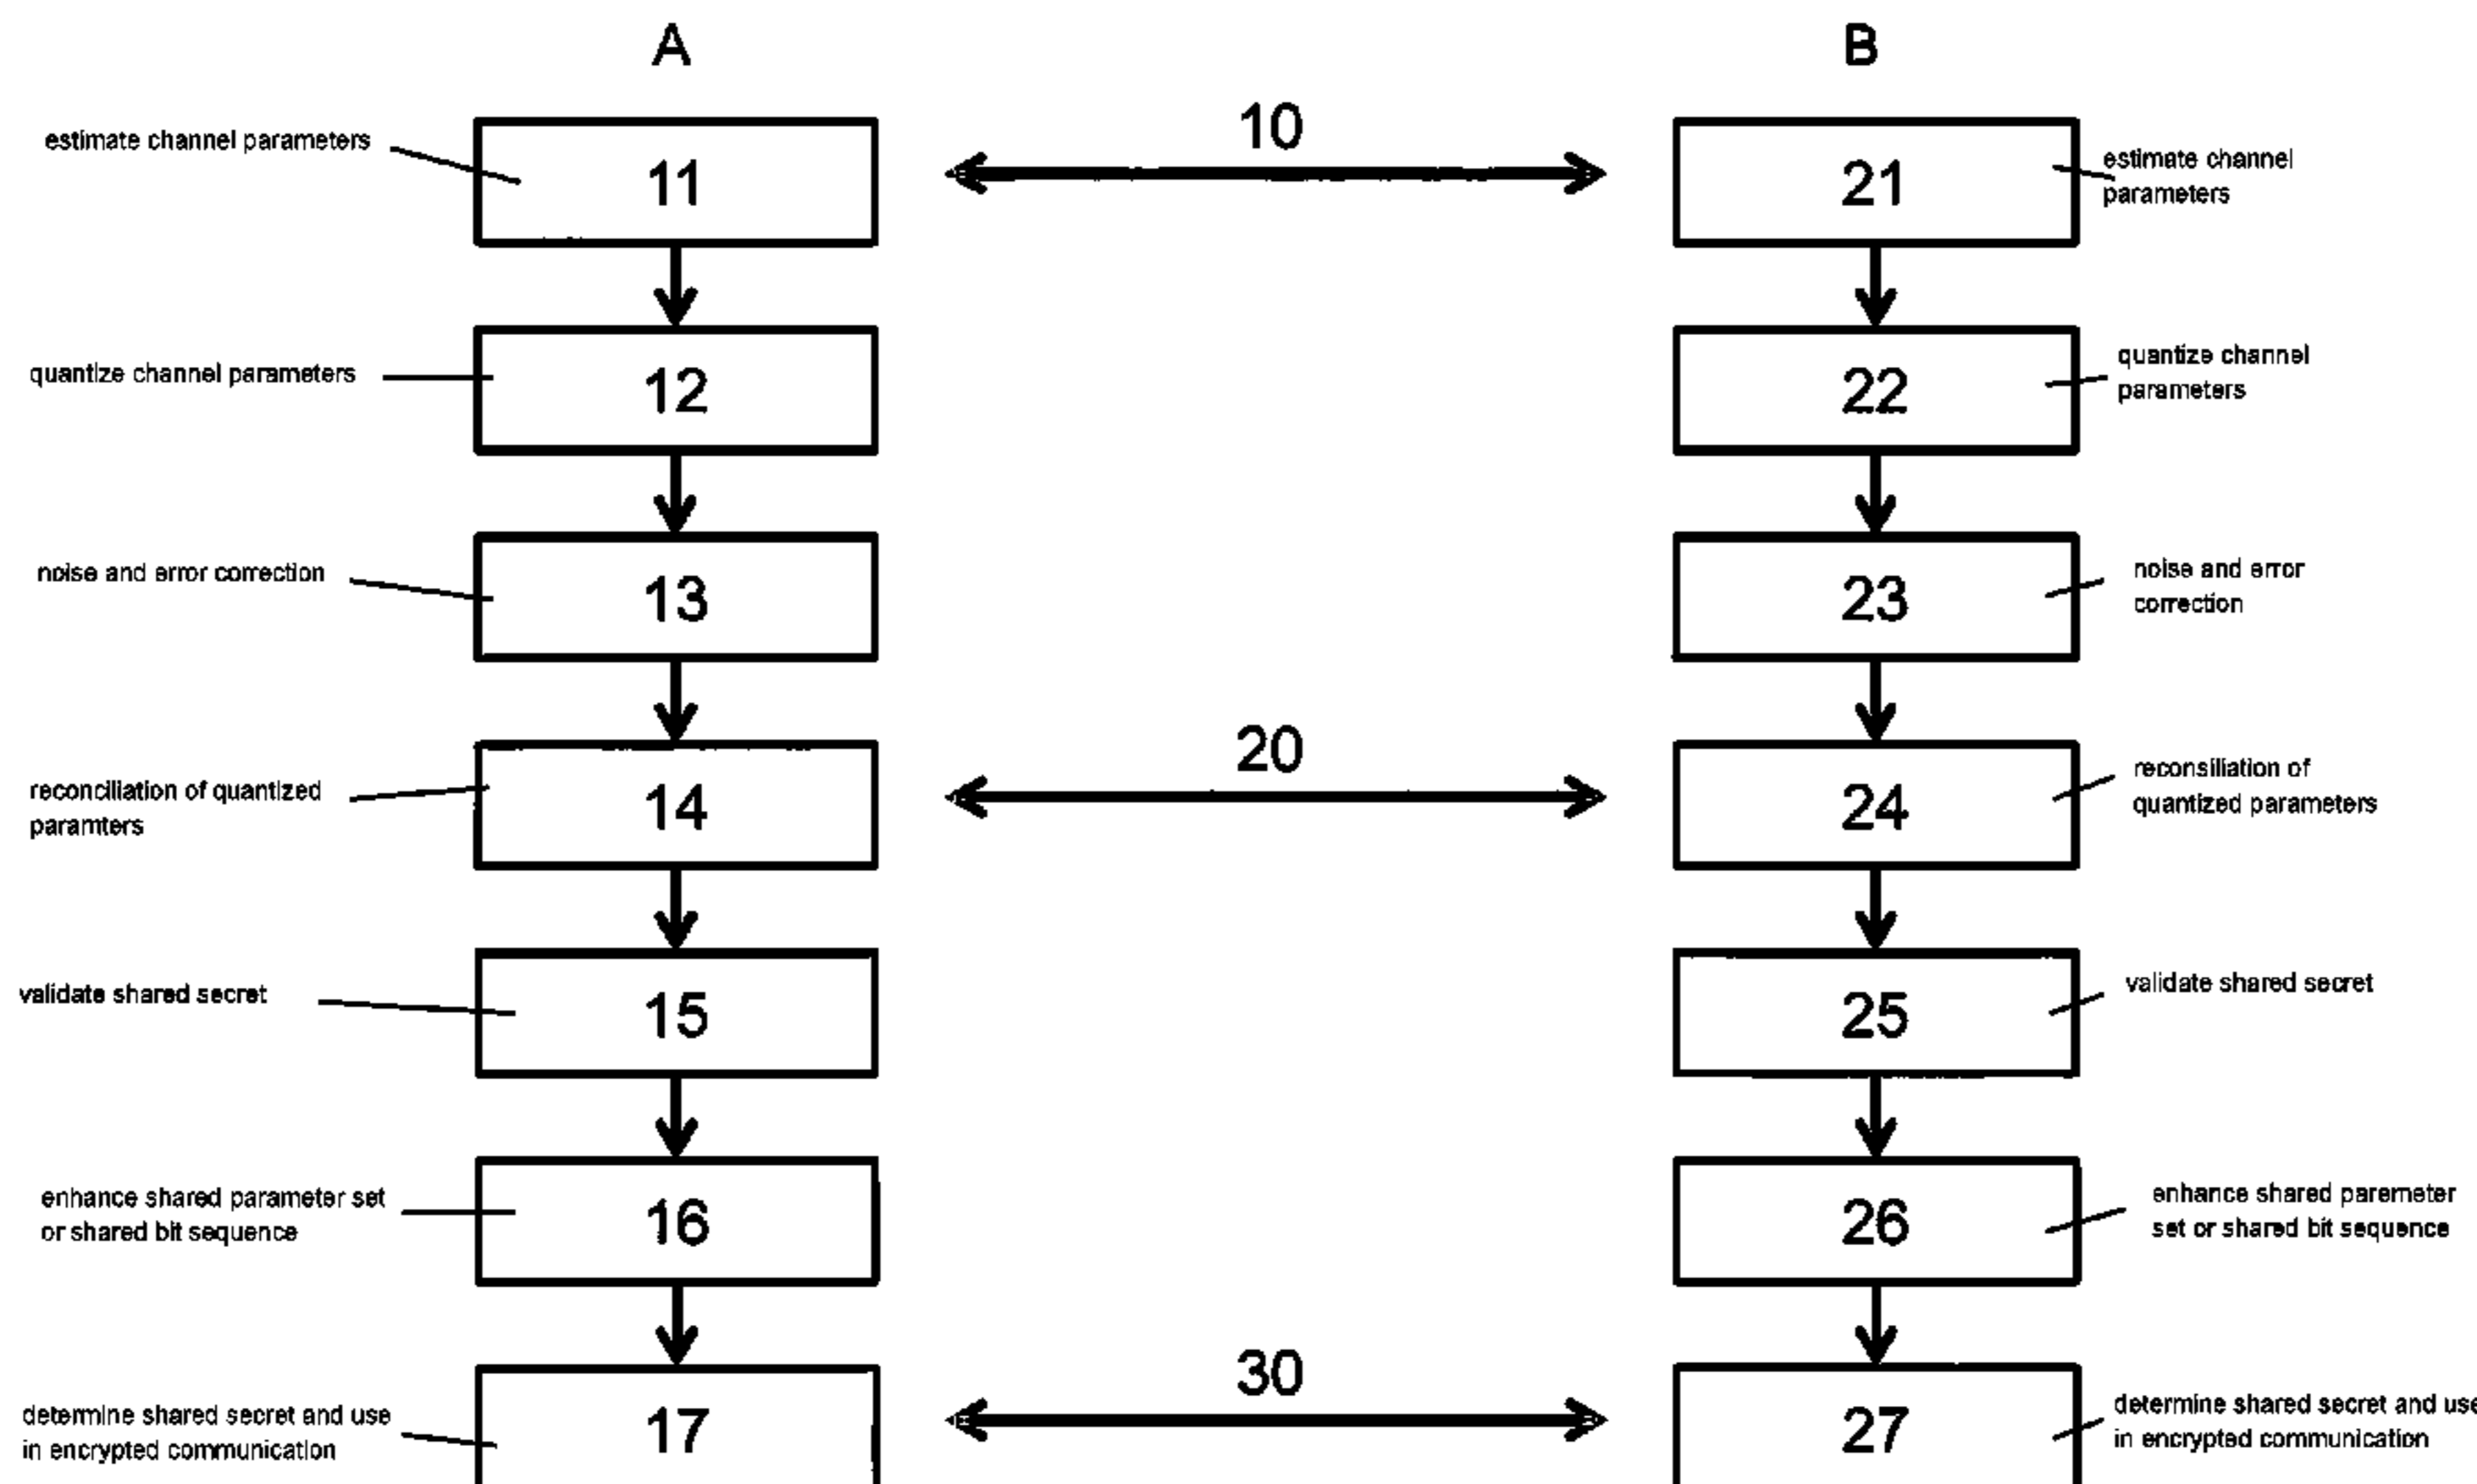 A
B
estimate channel parameters
11
10
21
estimate channel
parameters
quantize channel parameters
12
22
quantize channel
parameters
noise and error correction
13
23
noise and error
correction
reconciliation of quantized
paramters
14
20
24
reconsiliation of
quantized parameters
validate shared secret
15
25
validate shared secret
enhance shared parameter set
or shared bit sequence
16
26
enhance shared paremeter
set or shared bit sequence
determine shared secret and use
in encrypted communication
17
30
27
determine shared secret and use
in encrypted communication